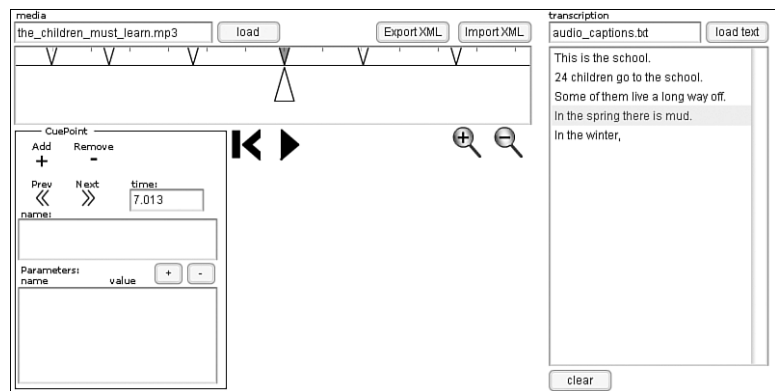 media
the_children_must_learn.mp3
load
Export XML
Import XML
CuePoint
Add
Remove
+
-
Prev
Next
time:
7.013
name:
Parameters:
name
value
+
-
transcription
audio_captions.txt
load text
This is the school.
24 children go to the school.
Some of them live a long way off.
In the spring there is mud.
In the winter,
clear